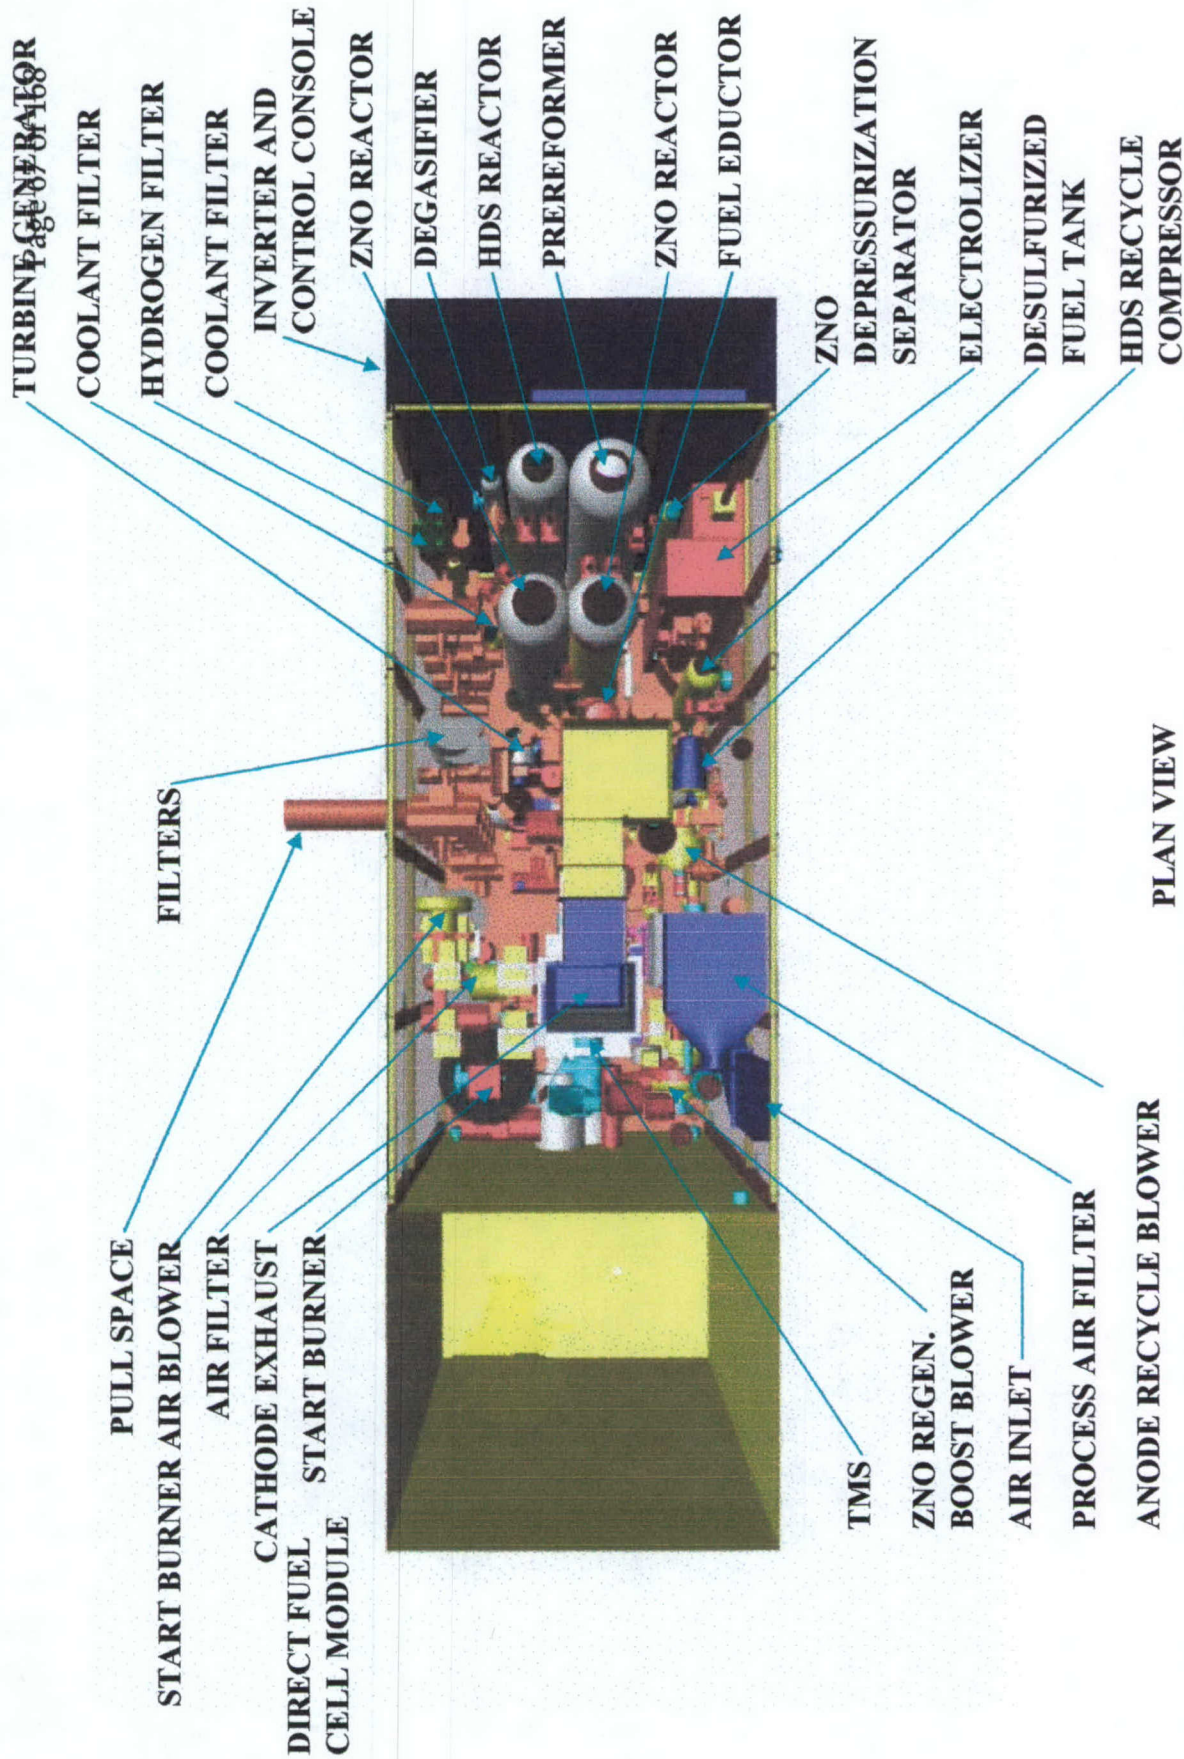 TURBINE GENERATOR
Page 67 of 168
COOLANT FILTER
HYDROGEN FILTER
COOLANT FILTER
INVERTER AND
CONTROL CONSOLE
ZNO REACTOR
DEGASIFIER
HDS REACTOR
PREREFORMER
ZNO REACTOR
FUEL EDUCTOR
ZNO
DEPRESSURIZATION
SEPARATOR
ELECTROLIZER
DESULFURIZED
FUEL TANK
HDS RECYCLE
COMPRESSOR
FILTERS
PLAN VIEW
PULL SPACE
START BURNER AIR BLOWER
AIR FILTER
CATHODE EXHAUST
START BURNER
DIRECT FUEL
CELL MODULE
TMS
ZNO REGEN.
BOOST BLOWER
AIR INLET
PROCESS AIR FILTER
ANODE RECYCLE BLOWER